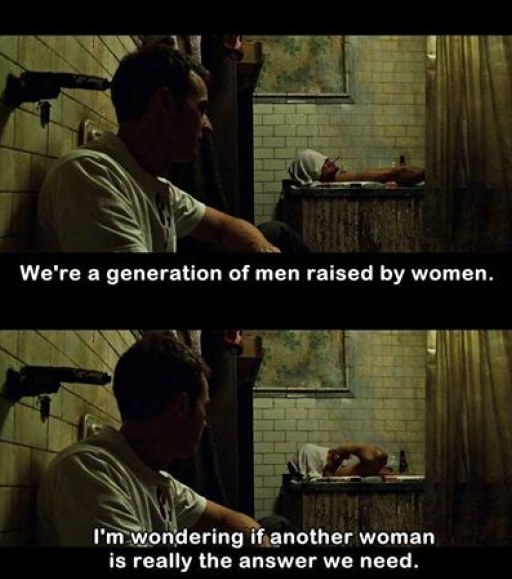 We're a generation of men raised by women.
I'm wondering if another woman
is really the answer we need.